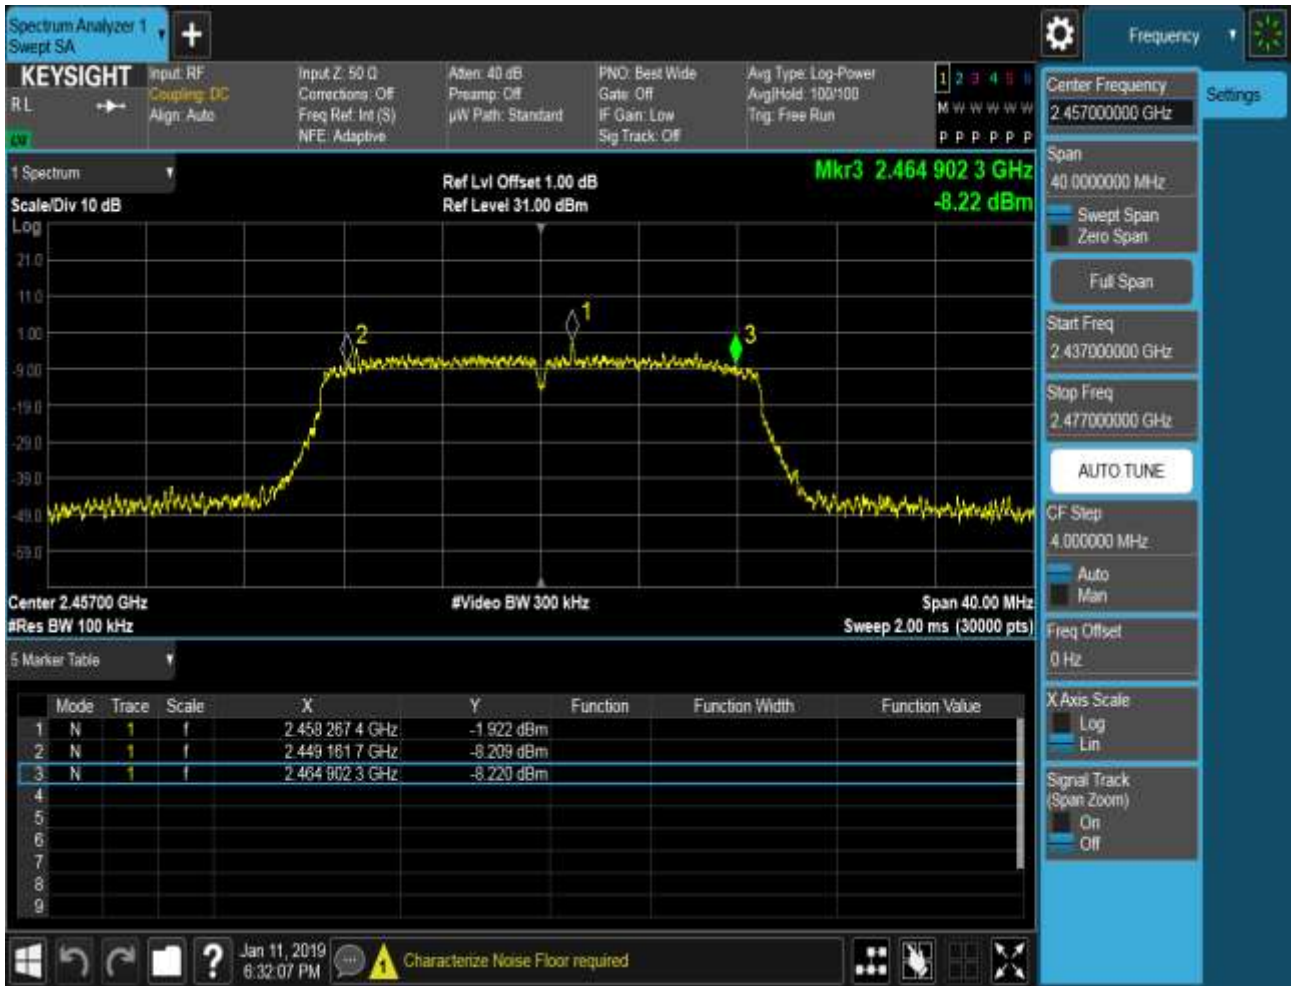 Spectrum Analyzer 1
Swept SA
Frequency
KEYSIGHT
RL
Input: RF
Coupling: DC
Align: Auto
Input Z: 50 Ω
Corrections: Off
Freq Ref: Int (S)
NFE: Adaptive
Atten: 40 dB
Preamp: Off
µW Path: Standard
PNO: Best Wide
Gate: Off
IF Gain: Low
Sig Track: Off
Avg Type: Log-Power
Avg|Hold: 100/100
Trig: Free Run
1 2 3 4 5 6
M W W W W W
P P P P P P
1 Spectrum
Scale/Div 10 dB
Ref Lvl Offset 1.00 dB
Ref Level 31.00 dBm
Mkr3 2.464 902 3 GHz
-8.22 dBm
Log
21.0
11.0
1.00
-9.00
-19.0
-29.0
-39.0
-49.0
-59.0
2
1
3
Center 2.45700 GHz
#Video BW 300 kHz
Span 40.00 MHz
#Res BW 100 kHz
Sweep 2.00 ms (30000 pts)
5 Marker Table
Mode Trace Scale X Y Function Function Width Function Value
1 N 1 f 2.458 267 4 GHz -1.922 dBm
2 N 1 f 2.449 161 7 GHz -8.209 dBm
3 N 1 f 2.464 902 3 GHz -8.220 dBm
4
5
6
7
8
9
Jan 11, 2019
6:32:07 PM
?
1
Characterize Noise Floor required
Settings
Center Frequency
2.457000000 GHz
Span
40.0000000 MHz
Swept Span
Zero Span
Full Span
Start Freq
2.437000000 GHz
Stop Freq
2.477000000 GHz
AUTO TUNE
CF Step
4.000000 MHz
Auto
Man
Freq Offset
0 Hz
X Axis Scale
Log
Lin
Signal Track
(Span Zoom)
On
Off